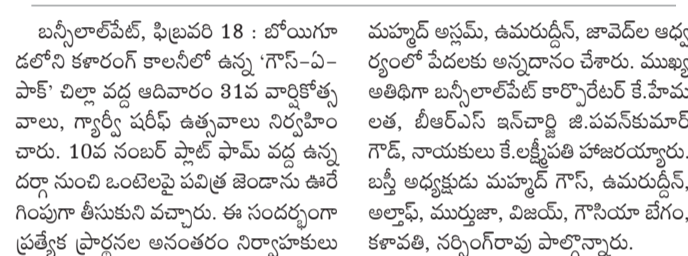 బన్సీలాల్‌పేట్, ఫిబ్రవరి 18 : బోయిగూ
డలోని కళారంగ్ కాలనీలో ఉన్న ‘గౌస్-ఏ-
పాక్’ చిల్లా వద్ద ఆదివారం 31వ వార్షికోత్స
వాలు, గ్యార్వీ షరీఫ్ ఉత్సవాలు నిర్వహిం
చారు. 10వ నంబర్ ప్లాట్ ఫామ్ వద్ద ఉన్న
దర్గా నుంచి ఒంటెలపై పవిత్ర జెండాను ఊరే
గింపుగా తీసుకుని వచ్చారు. ఈ సందర్భంగా
ప్రత్యేక ప్రార్థనల అనంతరం నిర్వాహకులు
మహ్మద్ అస్లమ్, ఉమరుద్దీన్, జావెద్‌ల ఆధ్వ
ర్యంలో పేదలకు అన్నదానం చేశారు. ముఖ్య
అతిథిగా బన్సీలాల్‌పేట్ కార్పొరేటర్ కే.హేమ
లత, బీఆర్ఎస్ ఇన్‌చార్జి జి.పవన్‌కుమార్
గౌడ్, నాయకులు కే.లక్ష్మీపతి హాజరయ్యారు.
బస్తీ అధ్యక్షుడు మహ్మద్ గౌస్, ఉమరుద్దీన్,
అల్తాఫ్, ముర్తుజా, విజయ్, గౌసియా బేగం,
కళావతి, నర్సింగ్‌రావు పాల్గొన్నారు.